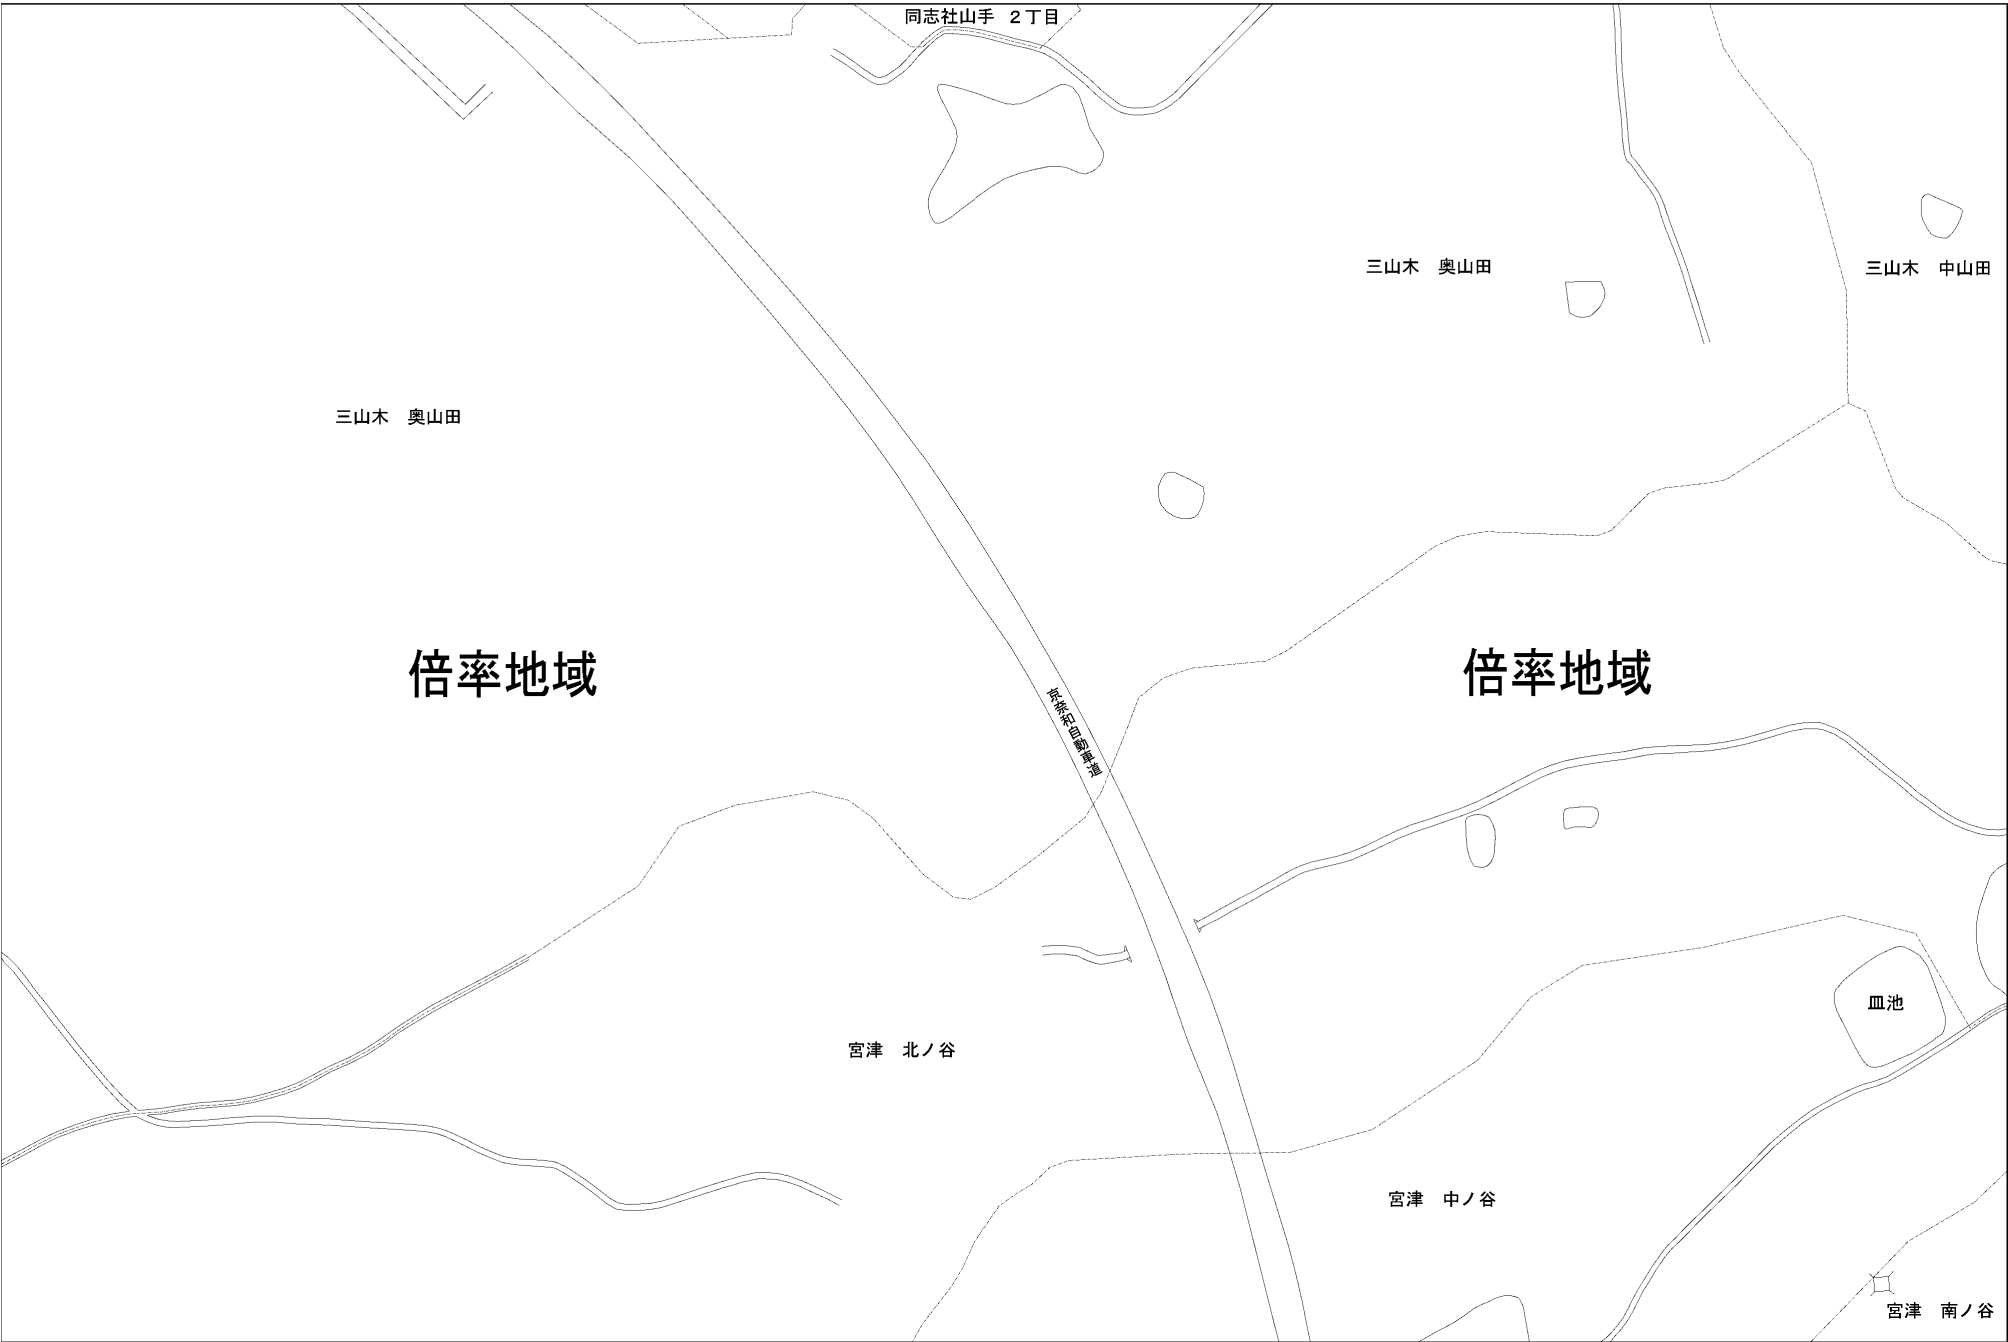 同志社山手　２丁目
三山木　奥山田
三山木　中山田
三山木　奥山田
倍率地域
倍率地域
京奈和自動車道
皿池
宮津　北ノ谷
宮津　中ノ谷
宮津　南ノ谷